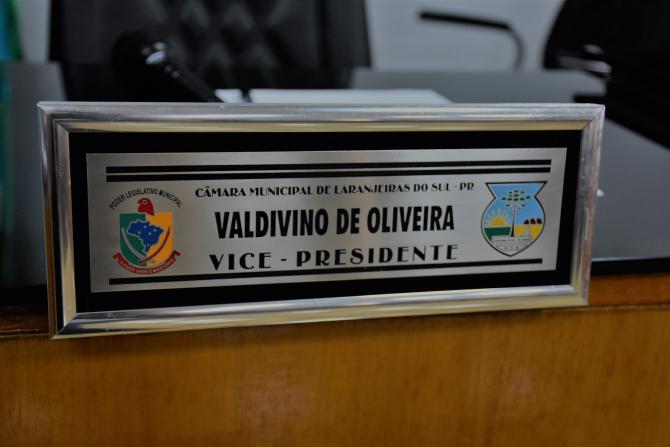 CÂMARA MUNICIPAL DE LARANJEIRAS DO SUL - PR
PODER LEGISLATIVO MUNICIPAL
VALDIVINO DE OLIVEIRA
VICE - PRESIDENTE